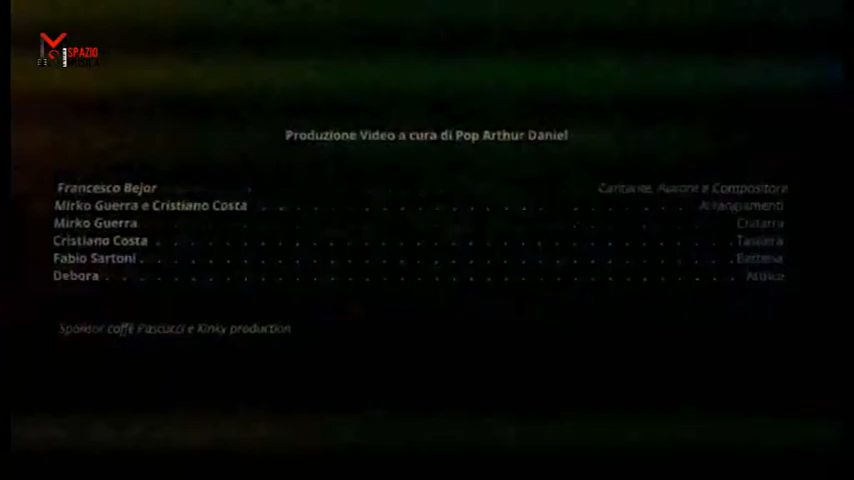 SPAZIO
MUSICA
Produzione Video a cura di Pop Arthur Daniel
Francesco Bejor Cantante, Autore e Compositore
Mirko Guerra e Cristiano Costa Arrangiamenti
Mirko Guerra Chitarra
Cristiano Costa Tastiera
Fabio Sartoni Batteria
Debora Attrice
Sponsor caffè Pascucci e Kinky production